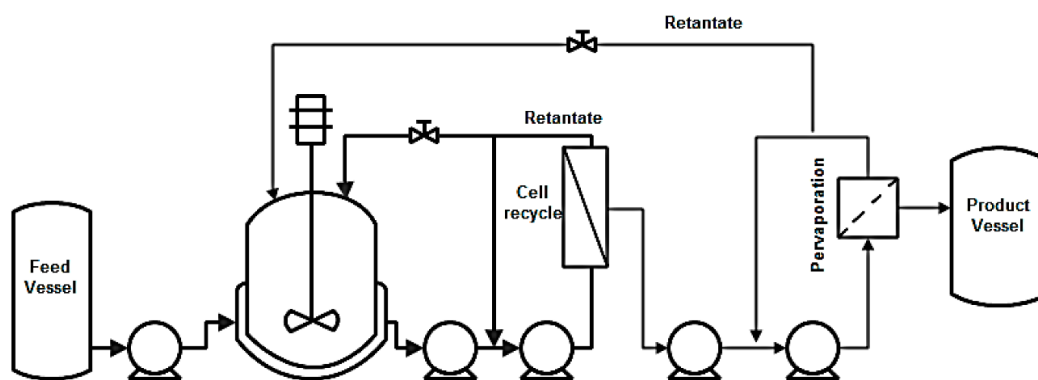 Retantate
Retantate
Cell
recycle
Pervaporation
Product
Vessel
Feed
Vessel